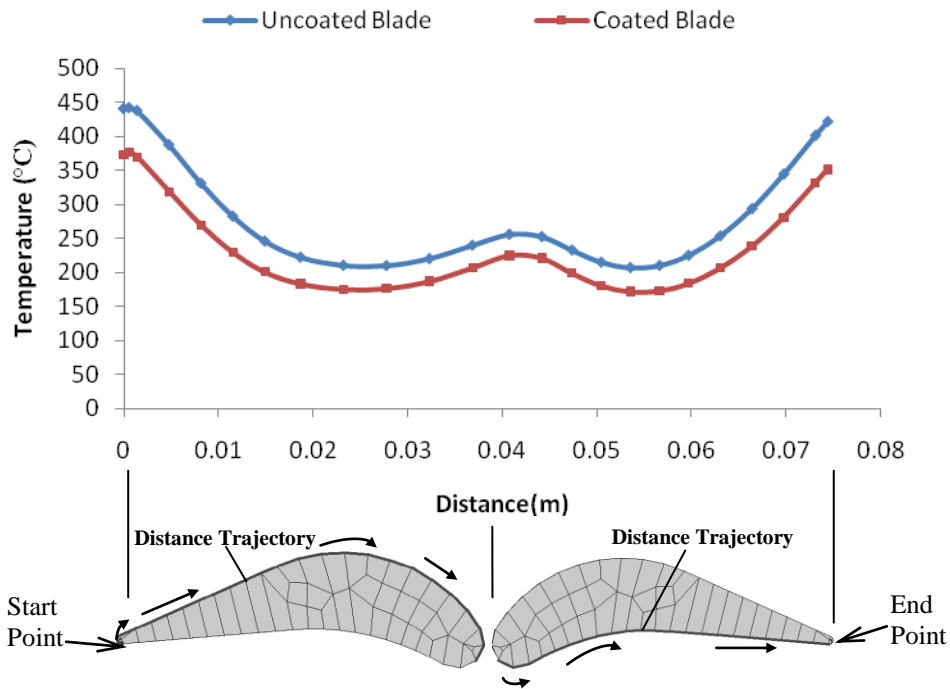 Uncoated Blade
Coated Blade
500
450
400
350
300
250
200
150
100
50
0
Temperature (°C)
0 0.01 0.02 0.03 0.04 0.05 0.06 0.07 0.08
Distance(m)
Distance Trajectory
Distance Trajectory
Start
Point
End
Point